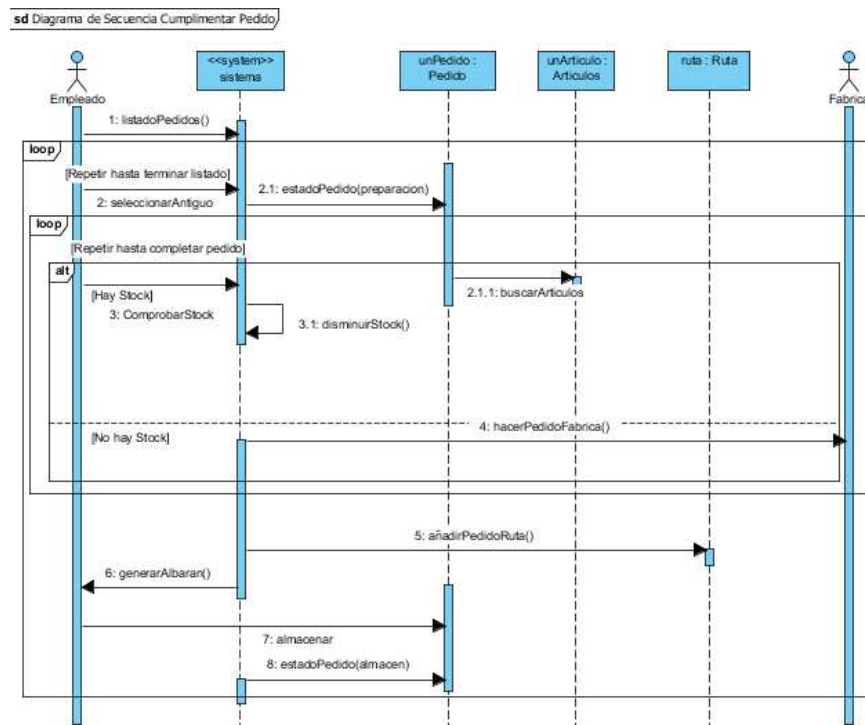 sd Diagrama de Secuencia Cumplimentar Pedido
<<system>>
sistema
unPedido :
Pedido
unArticulo :
Articulos
ruta : Ruta
Empleado
Fabrica
1: listadoPedidos()
loop
[Repetir hasta terminar listado]
2: seleccionarAntiguo
2.1: estadoPedido(preparacion)
loop
[Repetir hasta completar pedido]
alt
[Hay Stock]
2.1.1: buscarArticulos
3: ComprobarStock
3.1: disminuirStock()
[No hay Stock]
4: hacerPedidoFabrica()
5: añadirPedidoRuta()
6: generarAlbaran()
7: almacenar
8: estadoPedido(almacen)